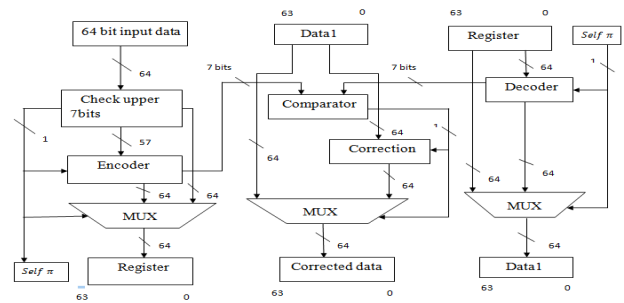 63 0
63 0
64 bit input data
Data1
Register
Self π
64
7 bits
7 bits
1
Check upper
7bits
Comparator
Decoder
1
57
64
1
Encoder
64
Correction
64
64
64
64
64
64
MUX
MUX
MUX
64
64
64
Self π
Register
Corrected data
Data1
63 0
63 0
63 0